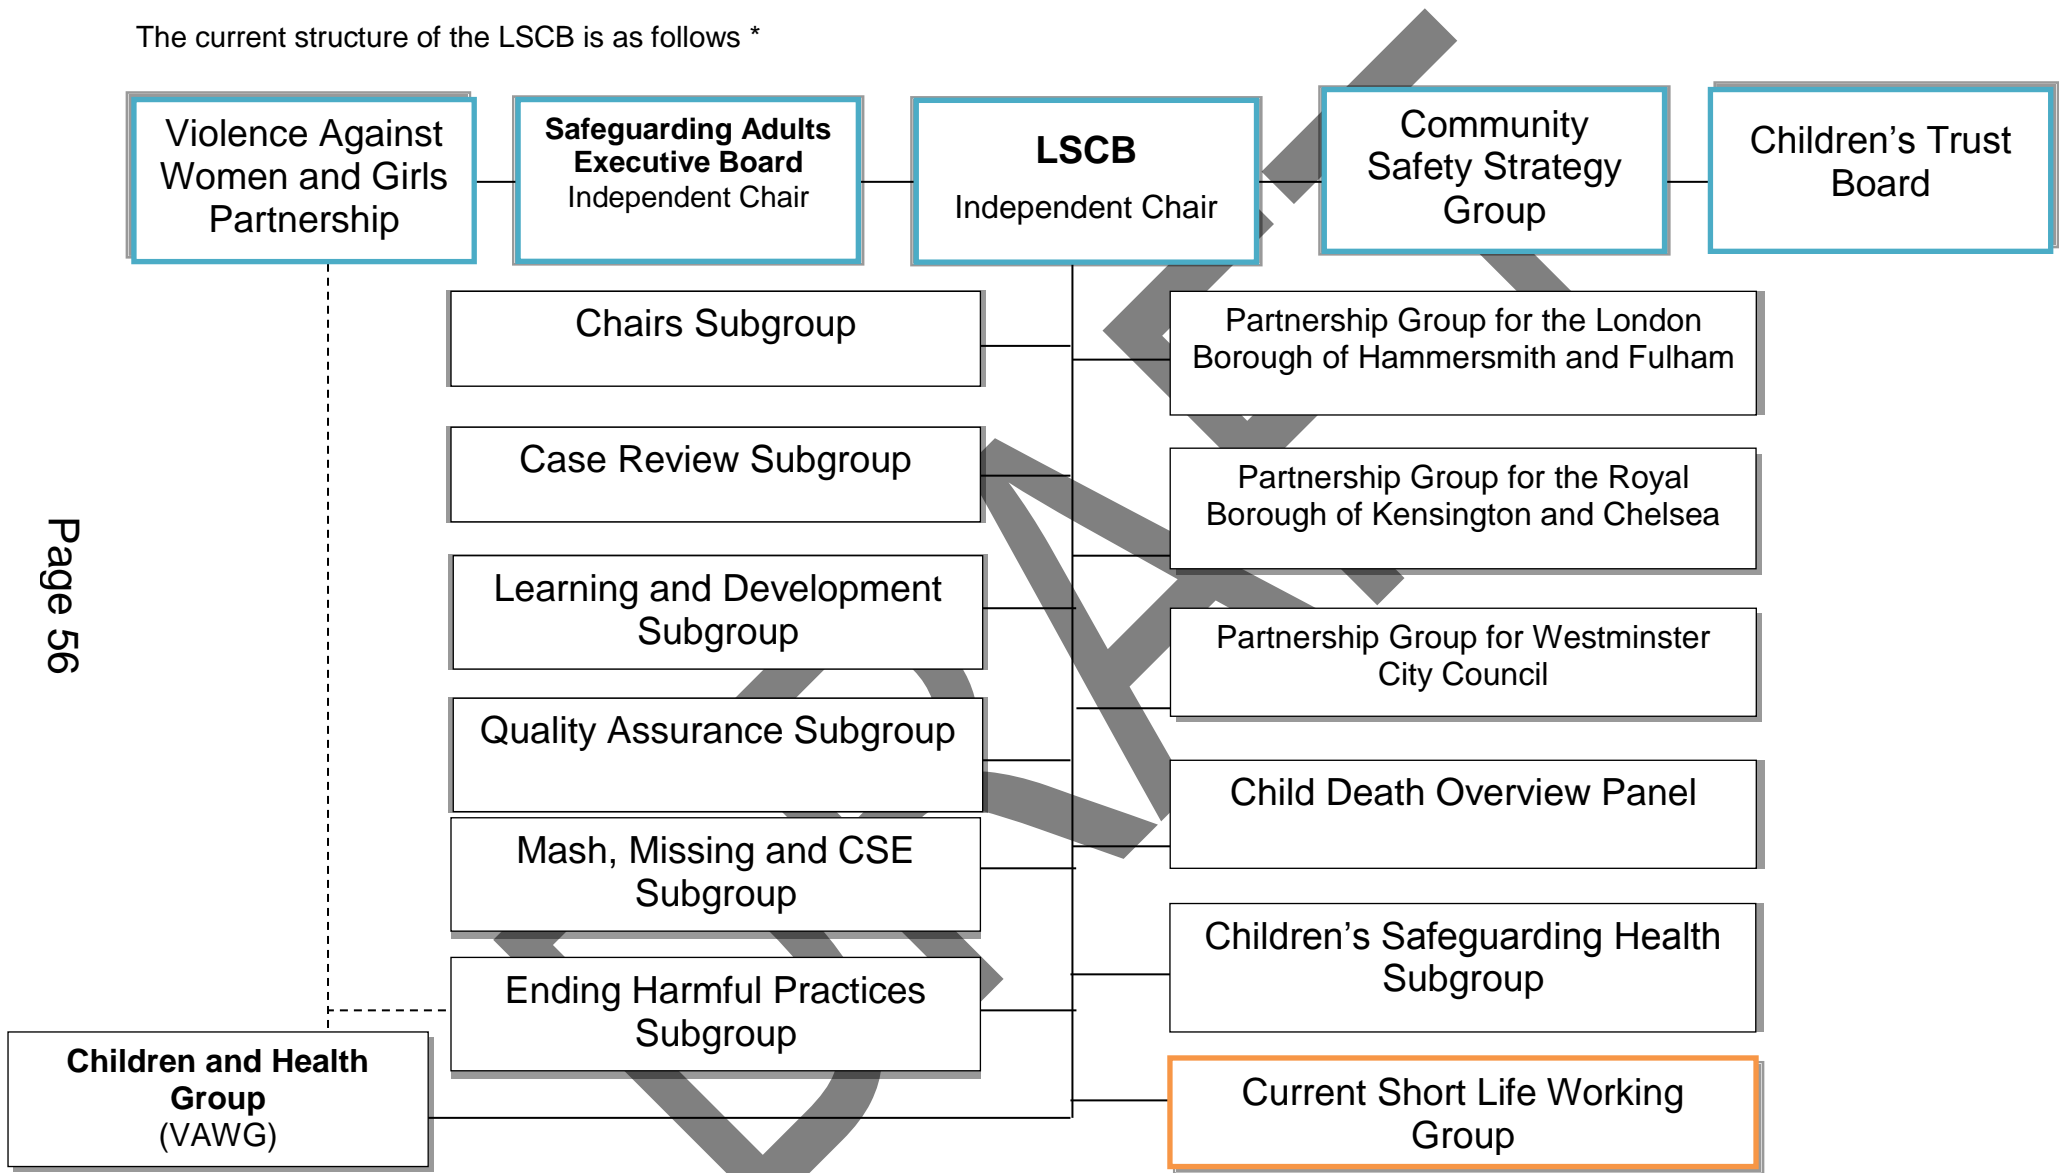 The current structure of the LSCB is as follows *
Violence Against
Women and Girls
Partnership
Safeguarding Adults
Executive Board
Independent Chair
LSCB
Independent Chair
Community
Safety Strategy
Group
Children’s Trust
Board
Chairs Subgroup
Case Review Subgroup
Learning and Development
Subgroup
Quality Assurance Subgroup
Mash, Missing and CSE
Subgroup
Ending Harmful Practices
Subgroup
Children and Health
Group
(VAWG)
Partnership Group for the London
Borough of Hammersmith and Fulham
Partnership Group for the Royal
Borough of Kensington and Chelsea
Partnership Group for Westminster
City Council
Child Death Overview Panel
Children’s Safeguarding Health
Subgroup
Current Short Life Working
Group
Page 56
DRAFT